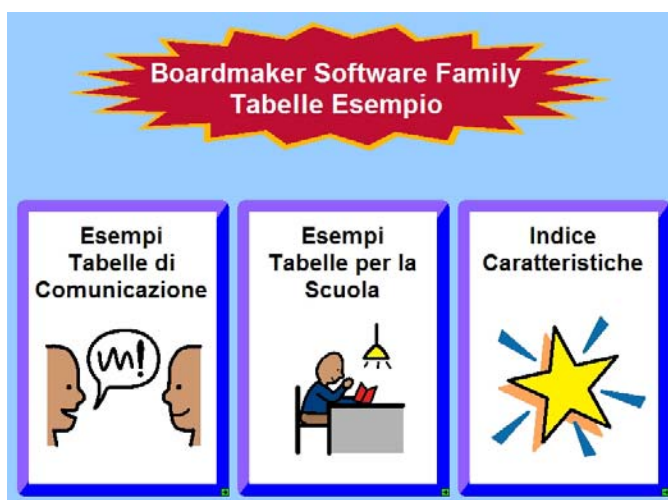 Boardmaker Software Family
Tabelle Esempio
Esempi
Tabelle di
Comunicazione
Esempi
Tabelle per la
Scuola
Indice
Caratteristiche